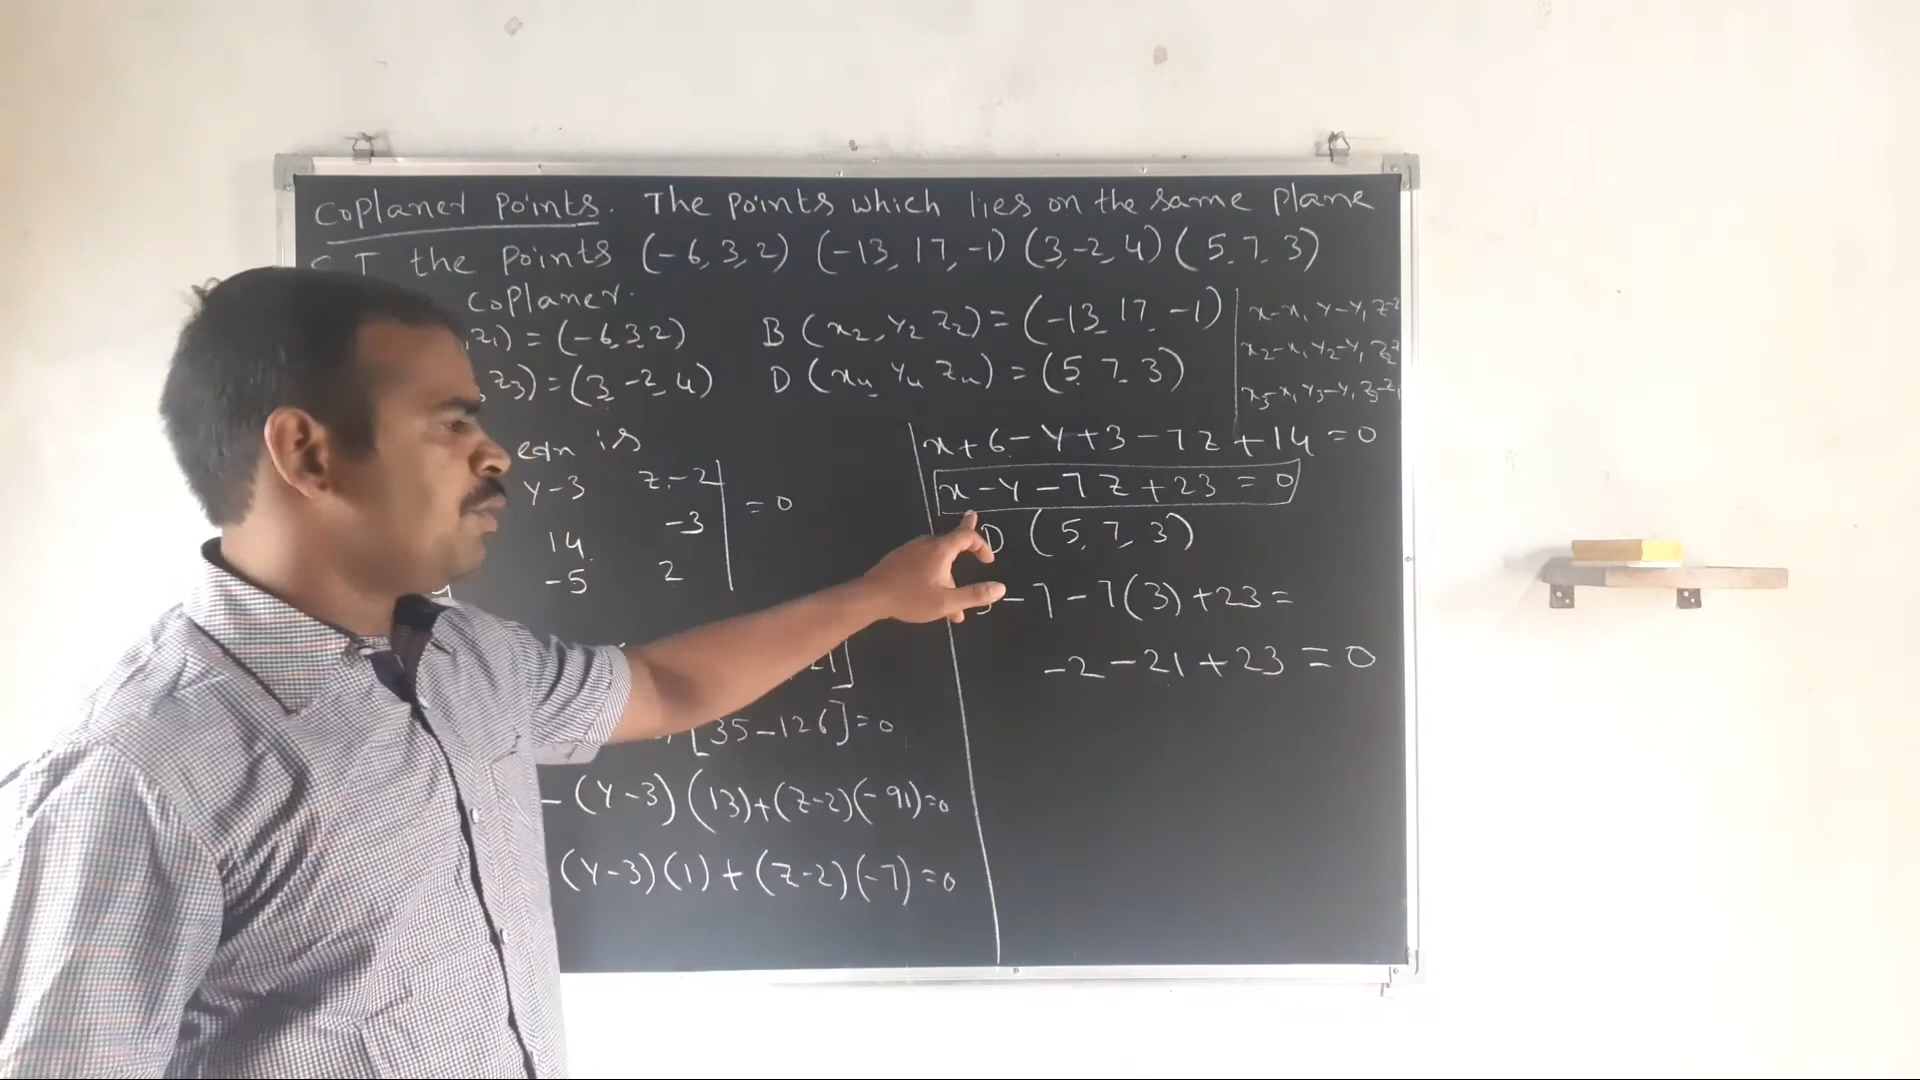 Coplaner Points. The points which lies on the same plane
S.T the points (-6, 3, 2) (-13, 17, -1) (3, -2, 4) (5, 7, 3)
coplaner.
z₁) = (-6, 3, 2) B (x₂, y₂ z₂) = (-13, 17, -1)
z₃) = (3, -2, 4) D (x₄ y₄ z₄) = (5, 7, 3)
x-x₁ y-y₁ z-z
x₂-x₁ y₂-y₁ z₂-z
x₃-x₁ y₃-y₁ z₃-z₁
eqn is
y-3 z-2
14 -3 = 0
-5 2
21]
[35-126] = 0
- (y-3) (13) + (z-2) (-91) = 0
(y-3) (1) + (z-2) (-7) = 0
x + 6 - y + 3 - 7z + 14 = 0
x - y - 7z + 23 = 0
D (5, 7, 3)
5 - 7 - 7(3) + 23 =
-2 - 21 + 23 = 0